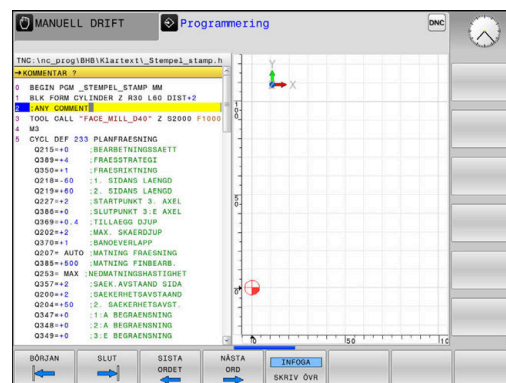 MANUELL DRIFT
Programmering
DNC
TNC:\nc_prog\BHB\Klartext\_Stempel_stamp.h
→KOMMENTAR ?
0 BEGIN PGM _STEMPEL_STAMP MM
1 BLK FORM CYLINDER Z R30 L60 DIST+2
2 ;ANY COMMENT
3 TOOL CALL "FACE_MILL_D40" Z S2000 F1000
4 M3
5 CYCL DEF 233 PLANFRAESNING
Q215=+0 ;BEARBETNINGSSAETT
Q389=+4 ;FRAESSTRATEGI
Q350=+1 ;FRAESRIKTNING
Q218=-60 ;1. SIDANS LAENGD
Q219=+60 ;2. SIDANS LAENGD
Q227=+2 ;STARTPUNKT 3. AXEL
Q386=+0 ;SLUTPUNKT 3:E AXEL
Q369=+0.4 ;TILLAEGG DJUP
Q202=+2 ;MAX. SKAERDJUP
Q370=+1 ;BANOEVERLAPP
Q207= AUTO ;MATNING FRAESNING
Q385=+500 ;MATNING FINBEARB.
Q253= MAX ;NEDMATNINGSHASTIGHET
Q357=+2 ;SAEK.AVSTAAND SIDA
Q200=+2 ;SAEKERHETSAVSTAAND
Q204=+50 ;2. SAEKERHETSAVST.
Q347=+0 ;1:A BEGRAENSNING
Q348=+0 ;2:A BEGRAENSNING
Q349=+0 ;3:E BEGRAENSNING
Y
X
100
50
0
0
50
BÖRJAN
SLUT
SISTA
ORDET
NÄSTA
ORD
INFOGA
SKRIV ÖVR